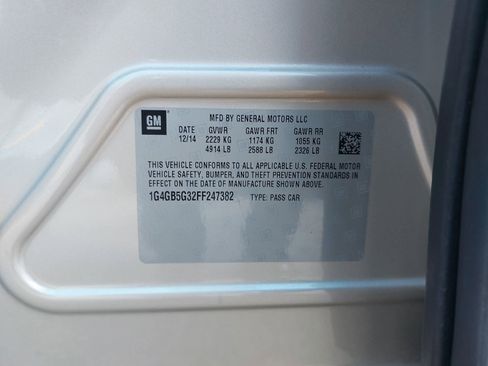 GM
MFD BY GENERAL MOTORS LLC
DATE GVWR GAWR FRT GAWR RR
12/14 2229 KG 1174 KG 1055 KG
4914 LB 2588 LB 2326 LB
THIS VEHICLE CONFORMS TO ALL APPLICABLE U.S. FEDERAL MOTOR
VEHICLE SAFETY, BUMPER, AND THEFT PREVENTION STANDARDS
IN EFFECT ON THE DATE OF MANUFACTURE SHOWN ABOVE.
1G4GB5G32FF247382 TYPE: PASS CAR